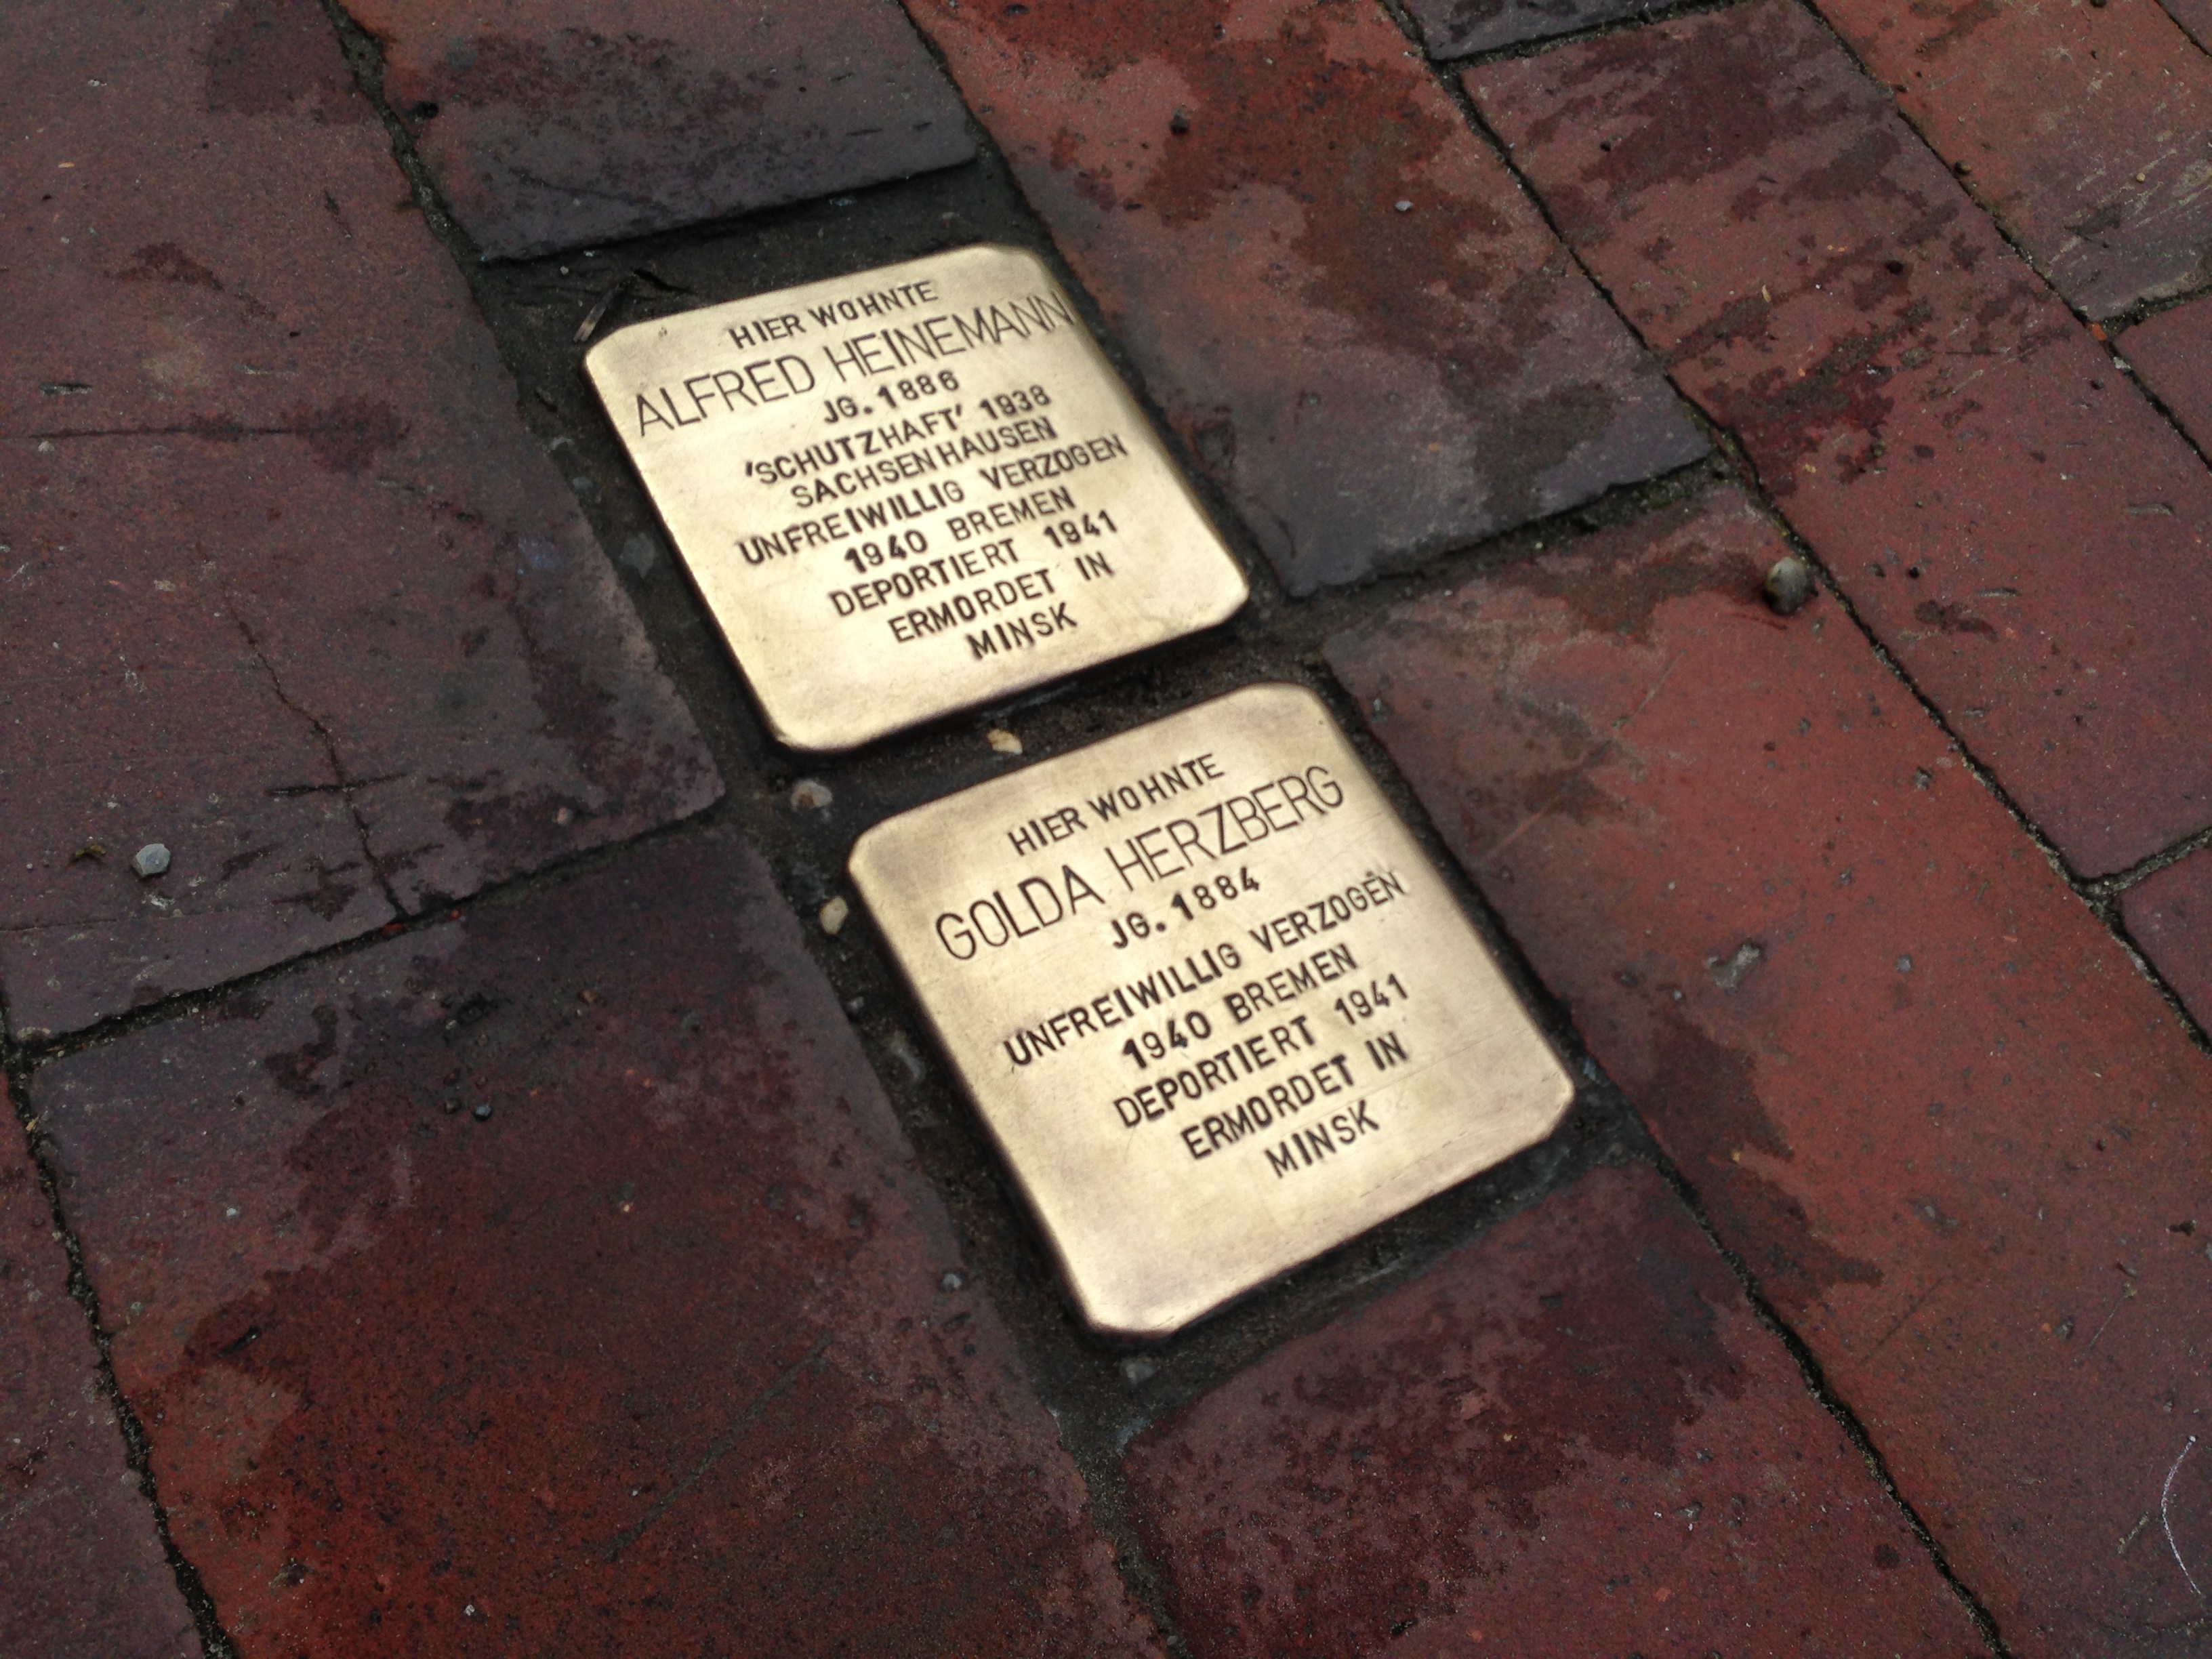 HIER WOHNTE
ALFRED HEINEMANN
JG. 1886
'SCHUTZHAFT' 1938
SACHSENHAUSEN
UNFREIWILLIG VERZOGEN
1940 BREMEN
DEPORTIERT 1941
ERMORDET IN
MINSK
HIER WOHNTE
GOLDA HERZBERG
JG. 1884
UNFREIWILLIG VERZOGEN
1940 BREMEN
DEPORTIERT 1941
ERMORDET IN
MINSK